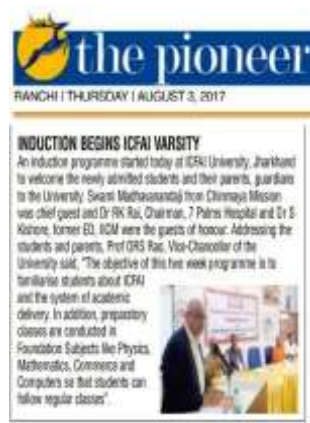 the pioneer
RANCHI | THURSDAY | AUGUST 3, 2017
INDUCTION BEGINS ICFAI VARSITY
An induction programme started today at ICFAI University, Jharkhand
to welcome the newly admitted students and their parents, guardians
to the University. Swami Madhavanandaji from Chinmaya Mission
was chief guest and Dr RK Rai, Chairman, 7 Palms Hospital and Dr S
Kishore, former ED, IICM were the guests of honour. Addressing the
students and parents, Prof ORS Rao, Vice-Chancellor of the
University said, "The objective of this two week programme is to
familiarise students about ICFAI
and the system of academic
delivery. In addition, preparatory
classes are conducted in
Foundation Subjects like Physics,
Mathematics, Commerce and
Computers so that students can
follow regular classes".